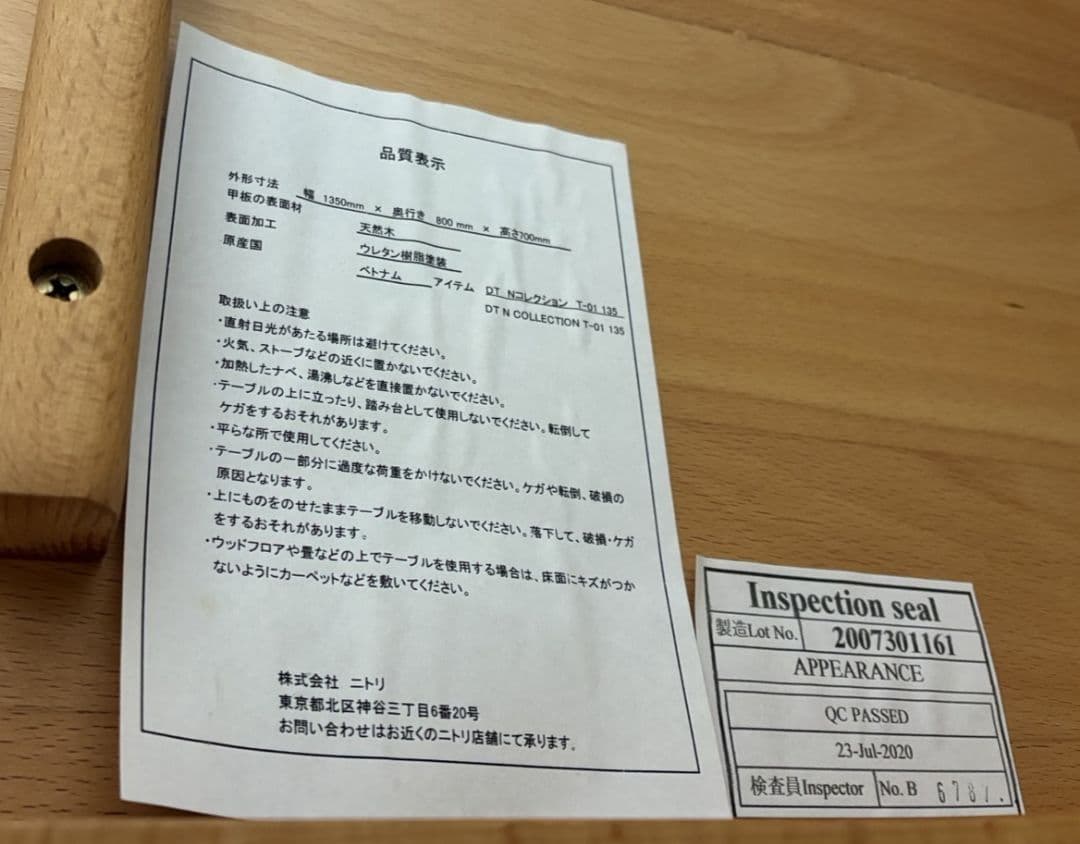 品質表示
外形寸法 幅 1350mm × 奥行き 800 mm × 高さ700mm
甲板の表面材 天然木
表面加工 ウレタン樹脂塗装
原産国 ベトナム アイテム DT Nコレクション T-01 135
DT N COLLECTION T-01 135
取扱い上の注意
・直射日光があたる場所は避けてください。
・火気、ストーブなどの近くに置かないでください。
・加熱したナベ、湯沸しなどを直接置かないでください。
・テーブルの上に立ったり、踏み台として使用しないでください。転倒して
ケガをするおそれがあります。
・平らな所で使用してください。
・テーブルの一部分に過度な荷重をかけないでください。ケガや転倒、破損の
原因となります。
・上にものをのせたままテーブルを移動しないでください。落下して、破損・ケガ
をするおそれがあります。
・ウッドフロアや畳などの上でテーブルを使用する場合は、床面にキズがつか
ないようにカーペットなどを敷いてください。
株式会社 ニトリ
東京都北区神谷三丁目6番20号
お問い合わせはお近くのニトリ店舗にて承ります。
Inspection seal
製造Lot No. 2007301161
APPEARANCE
QC PASSED
23-Jul-2020
検査員Inspector No. B